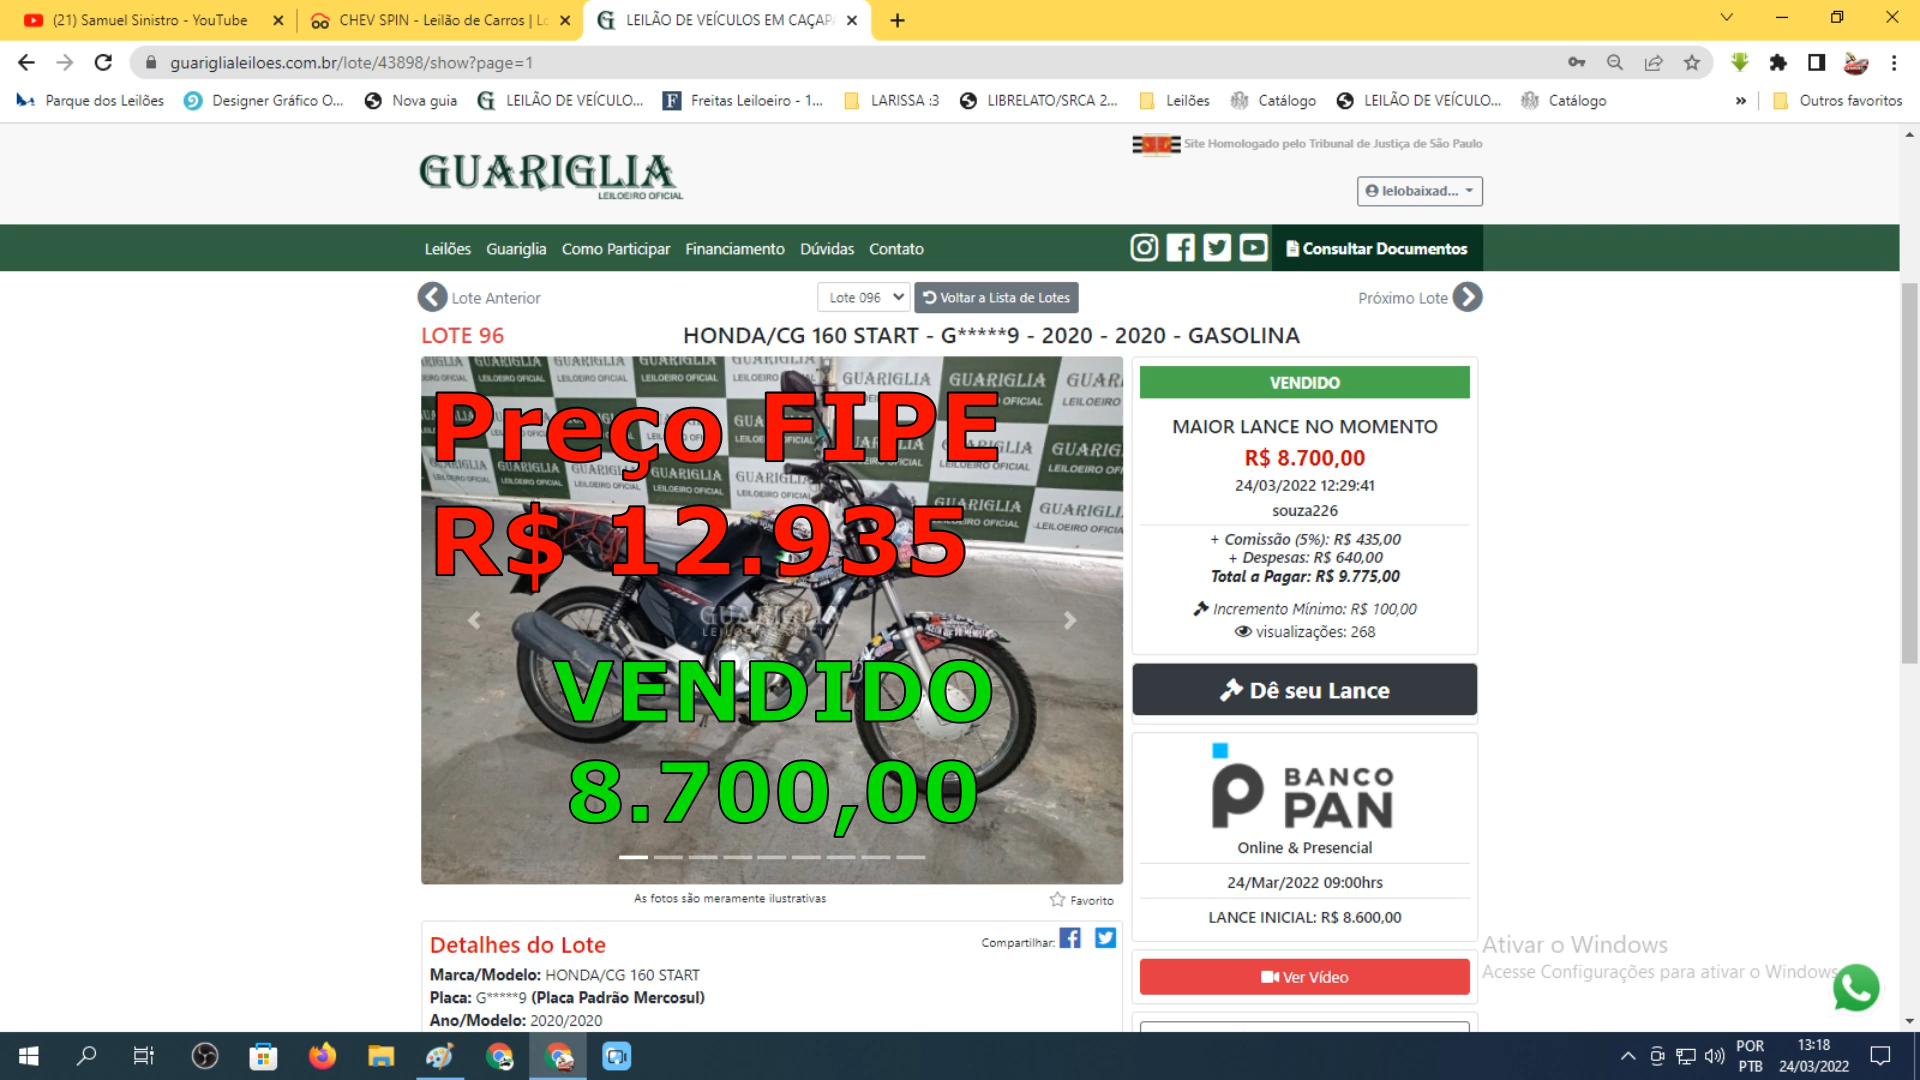 (21) Samuel Sinistro - YouTube
CHEV SPIN - Leilão de Carros | Lo
LEILÃO DE VEÍCULOS EM CAÇAPA
guariglialeiloes.com.br/lote/43898/show?page=1
Parque dos Leilões
Designer Gráfico O...
Nova guia
LEILÃO DE VEÍCULO...
Freitas Leiloeiro - 1...
LARISSA :3
LIBRELATO/SRCA 2...
Leilões
Catálogo
LEILÃO DE VEÍCULO...
Catálogo
»
Outros favoritos
GUARIGLIA
LEILOEIRO OFICIAL
Site Homologado pelo Tribunal de Justiça de São Paulo
lelobaixad...
Leilões
Guariglia
Como Participar
Financiamento
Dúvidas
Contato
Consultar Documentos
Lote Anterior
Lote 096
Voltar a Lista de Lotes
Próximo Lote
LOTE 96
HONDA/CG 160 START - G*****9 - 2020 - 2020 - GASOLINA
Preço FIPE
R$ 12.935
GUARIGLIA
LEILOEIRO OFICIAL
VENDIDO
8.700,00
As fotos são meramente ilustrativas
Favorito
VENDIDO
MAIOR LANCE NO MOMENTO
R$ 8.700,00
24/03/2022 12:29:41
souza226
+ Comissão (5%): R$ 435,00
+ Despesas: R$ 640,00
Total a Pagar: R$ 9.775,00
Incremento Mínimo: R$ 100,00
visualizações: 268
Dê seu Lance
BANCO
PAN
Online & Presencial
24/Mar/2022 09:00hrs
LANCE INICIAL: R$ 8.600,00
Ver Vídeo
Detalhes do Lote
Compartilhar:
Marca/Modelo: HONDA/CG 160 START
Placa: G*****9 (Placa Padrão Mercosul)
Ano/Modelo: 2020/2020
Ativar o Windows
Acesse Configurações para ativar o Windows
POR
PTB
13:18
24/03/2022